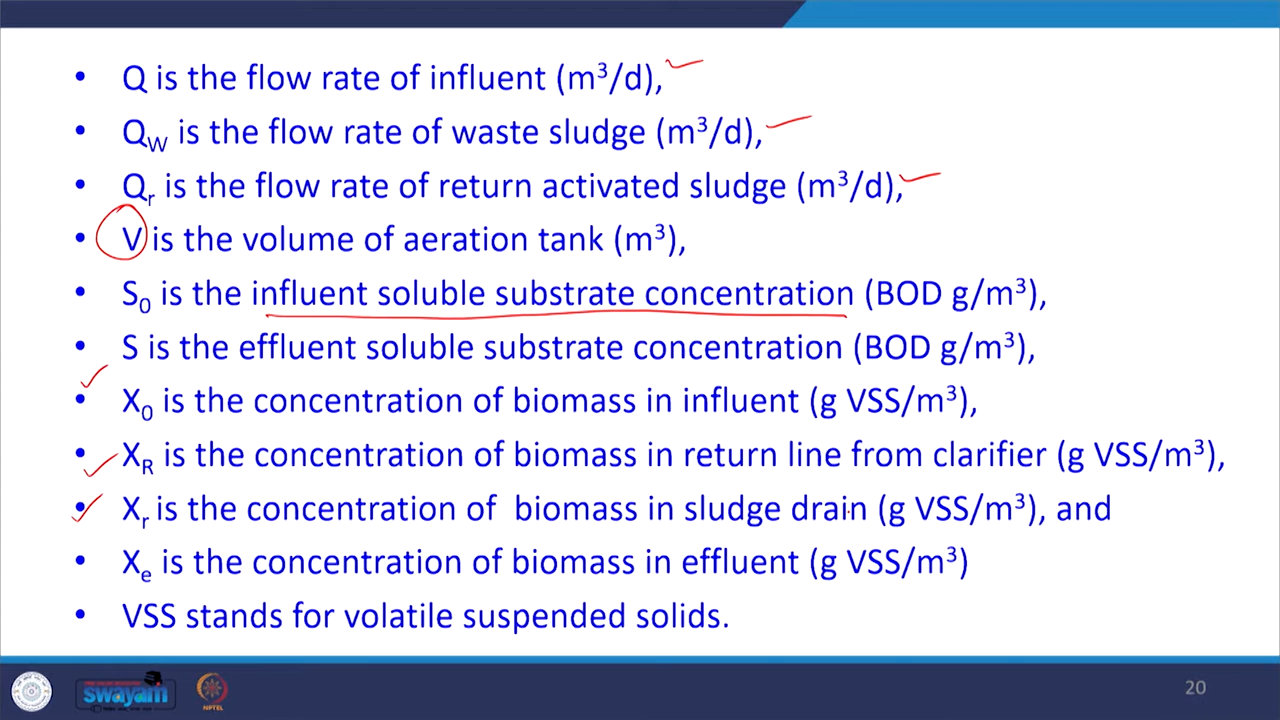 • Q is the flow rate of influent (m³/d),
• Q_W is the flow rate of waste sludge (m³/d),
• Q_r is the flow rate of return activated sludge (m³/d),
• V is the volume of aeration tank (m³),
• S₀ is the influent soluble substrate concentration (BOD g/m³),
• S is the effluent soluble substrate concentration (BOD g/m³),
• X₀ is the concentration of biomass in influent (g VSS/m³),
• X_R is the concentration of biomass in return line from clarifier (g VSS/m³),
• X_r is the concentration of biomass in sludge drain (g VSS/m³), and
• X_e is the concentration of biomass in effluent (g VSS/m³)
• VSS stands for volatile suspended solids.
swayam
NPTEL
20